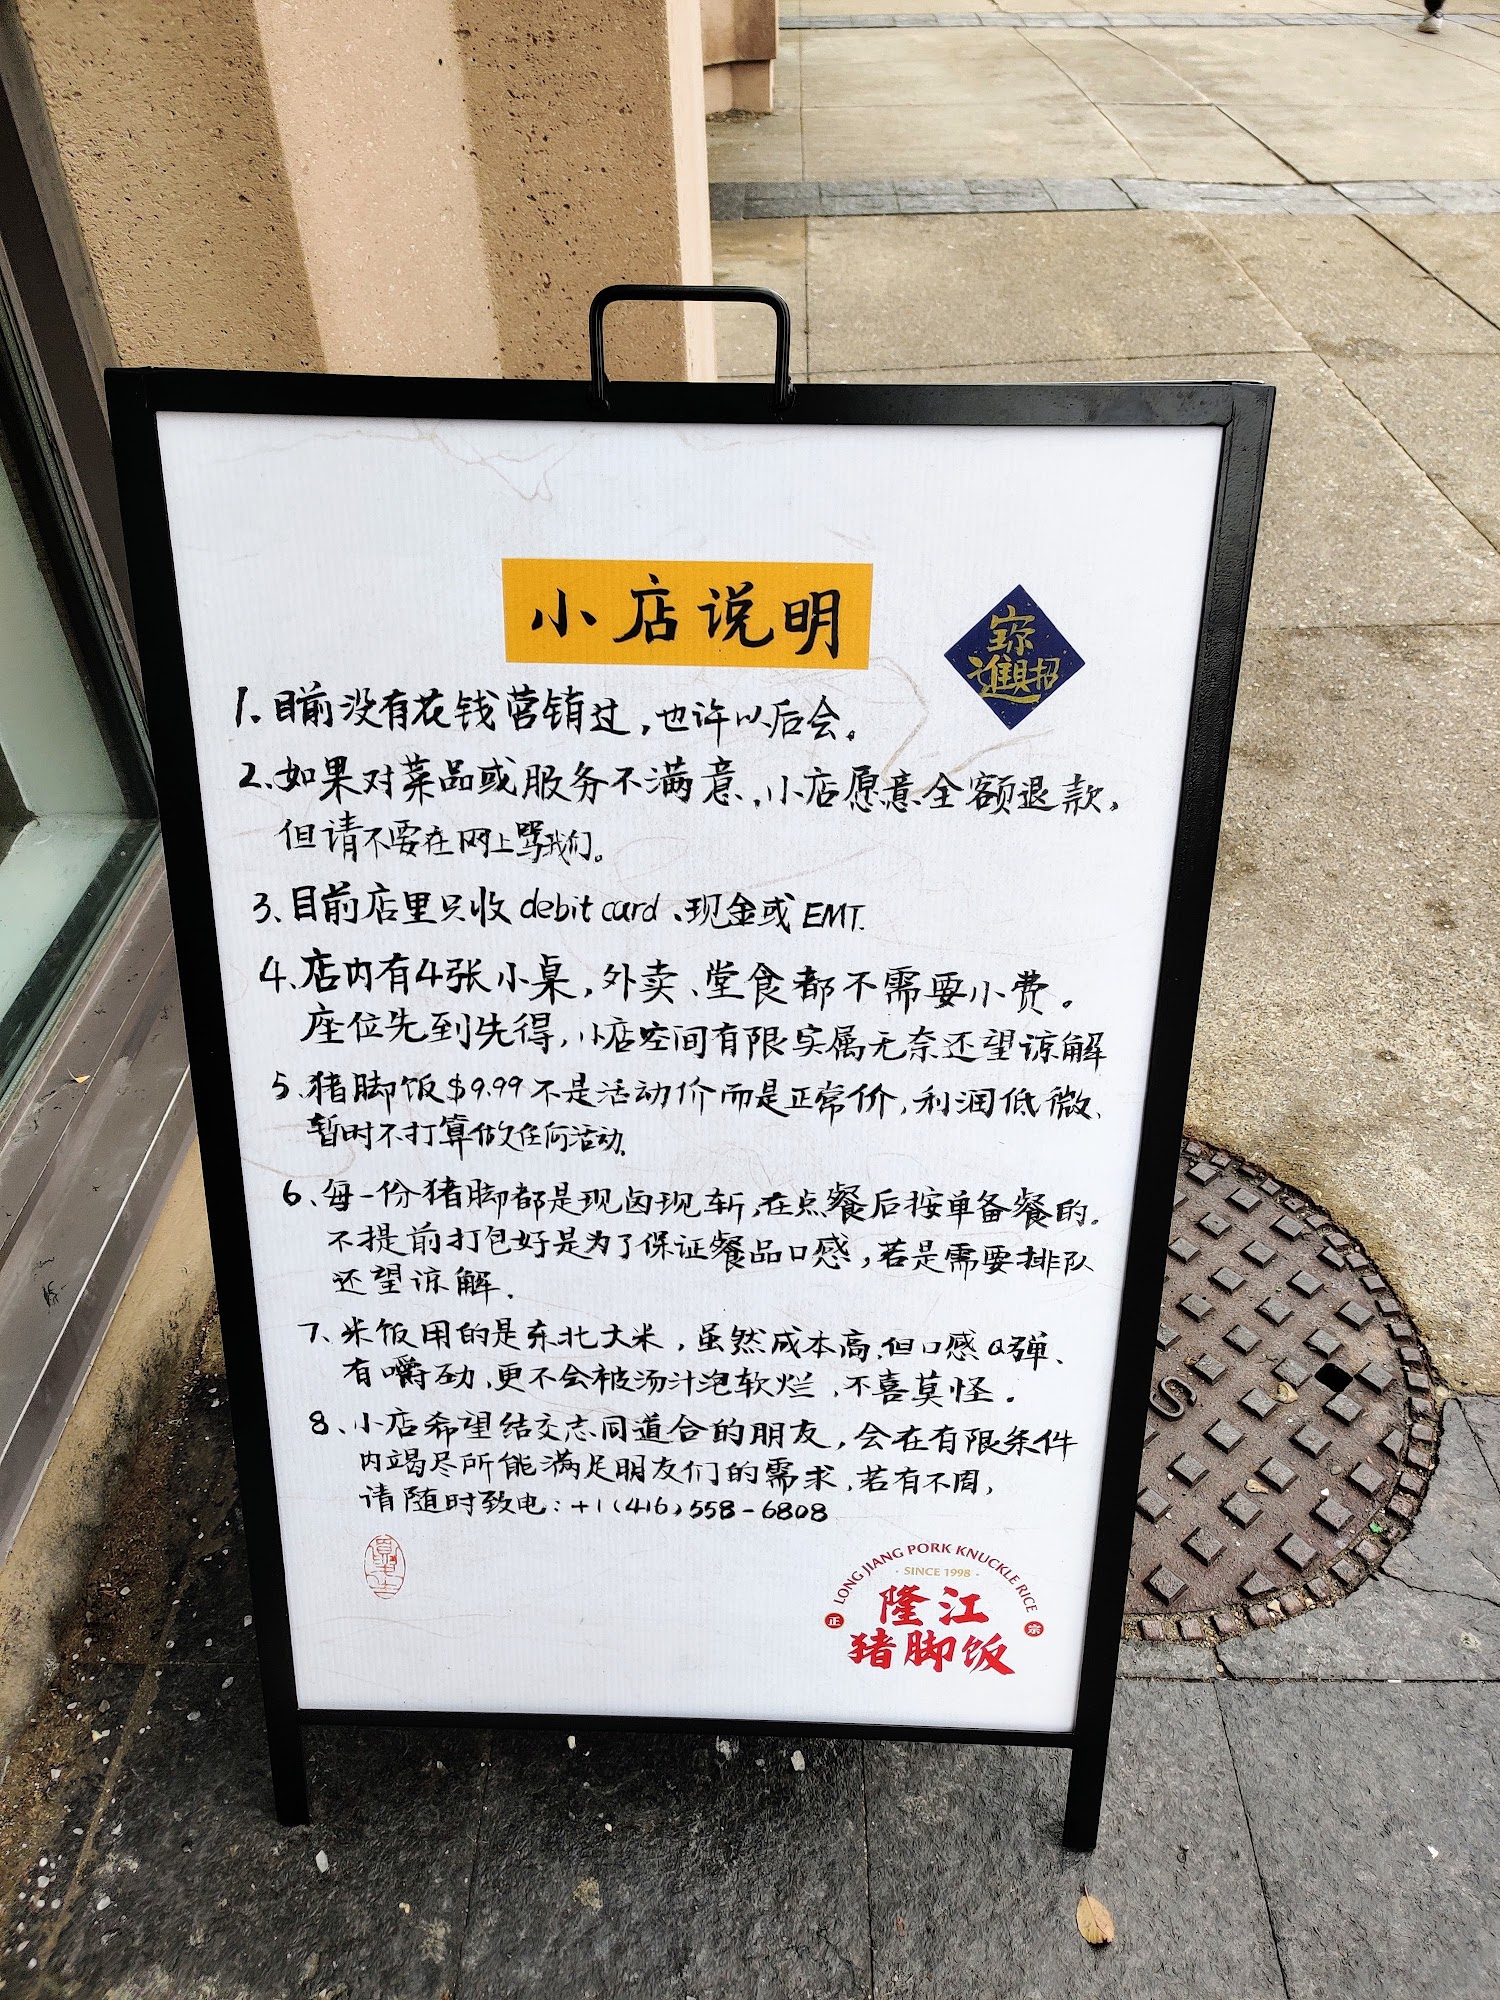 小店说明
招财进宝
1.目前没有花钱营销过,也许以后会。
2.如果对菜品或服务不满意,小店愿意全额退款,
但请不要在网上骂我们。
3、目前店里只收debit card、现金或EMT.
4、店内有4张小桌,外卖、堂食都不需要小费。
座位先到先得,小店空间有限实属无奈还望谅解
5、猪脚饭$9.99不是活动价而是正常价,利润低微、
暂时不打算做任何活动.
6、每一份猪脚都是现卤现斩,在点餐后按单备餐的.
不提前打包好是为了保证餐品口感,若是需要排队
还望谅解.
7、米饭用的是东北大米,虽然成本高,但口感Q弹、
有嚼劲,更不会被汤汁泡软烂,不喜莫怪.
8、小店希望结交志同道合的朋友,会在有限条件
内竭尽所能满足朋友们的需求,若有不周,
请随时致电:+1(416)558-6808
LONG JIANG PORK KNUCKLE RICE
· SINCE 1998 ·
正 隆江 宗
猪脚饭